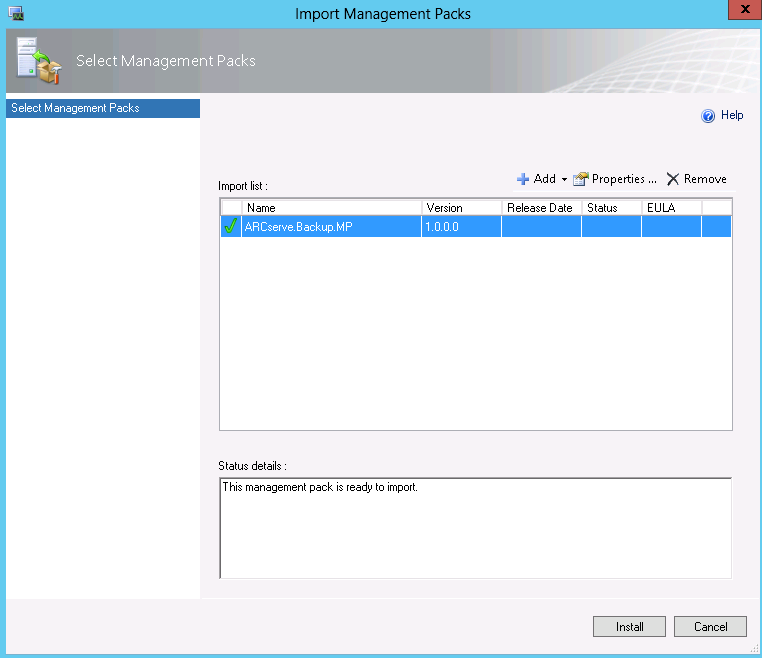 Import Management Packs
x
Select Management Packs
Select Management Packs
Help
Import list :
Add Properties ... Remove
Name Version Release Date Status EULA
ARCserve.Backup.MP 1.0.0.0
Status details :
This management pack is ready to import.
Install Cancel